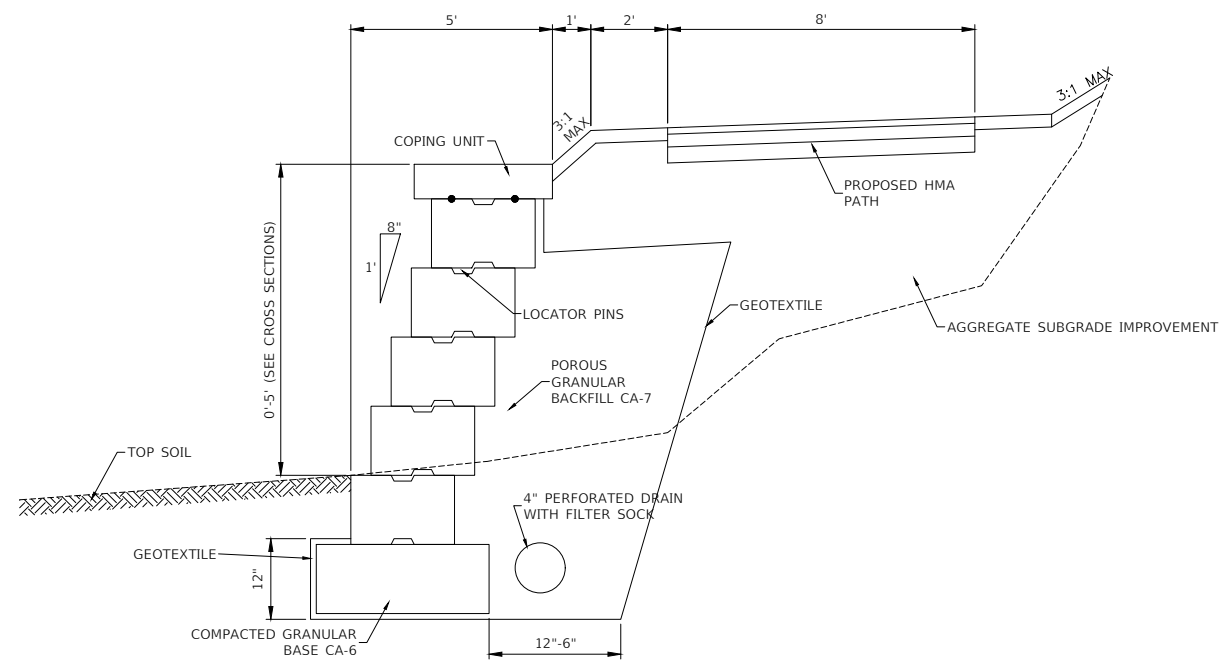 5'
1'
2'
8'
3:1 MAX
3:1
MAX
COPING UNIT
PROPOSED HMA
PATH
8"
1'
0'-5' (SEE CROSS SECTIONS)
LOCATOR PINS
GEOTEXTILE
AGGREGATE SUBGRADE IMPROVEMENT
POROUS
GRANULAR
BACKFILL CA-7
TOP SOIL
4" PERFORATED DRAIN
WITH FILTER SOCK
GEOTEXTILE
12"
COMPACTED GRANULAR
BASE CA-6
12"-6"